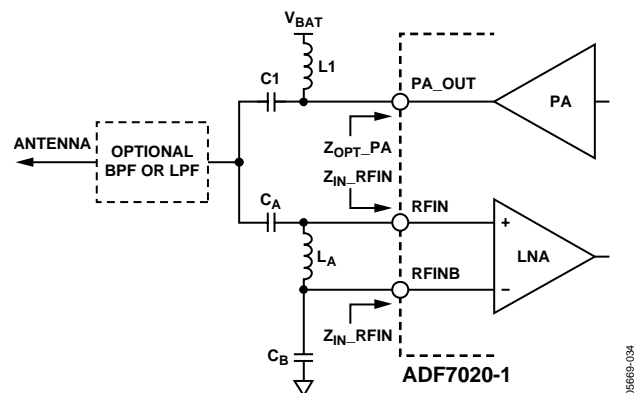 VBAT
L1
C1
PA_OUT
PA
ANTENNA
OPTIONAL
BPF OR LPF
ZOPT_PA
ZIN_RFIN
CA
RFIN
+
LA
LNA
RFINB
−
ZIN_RFIN
CB
ADF7020-1
05669-034